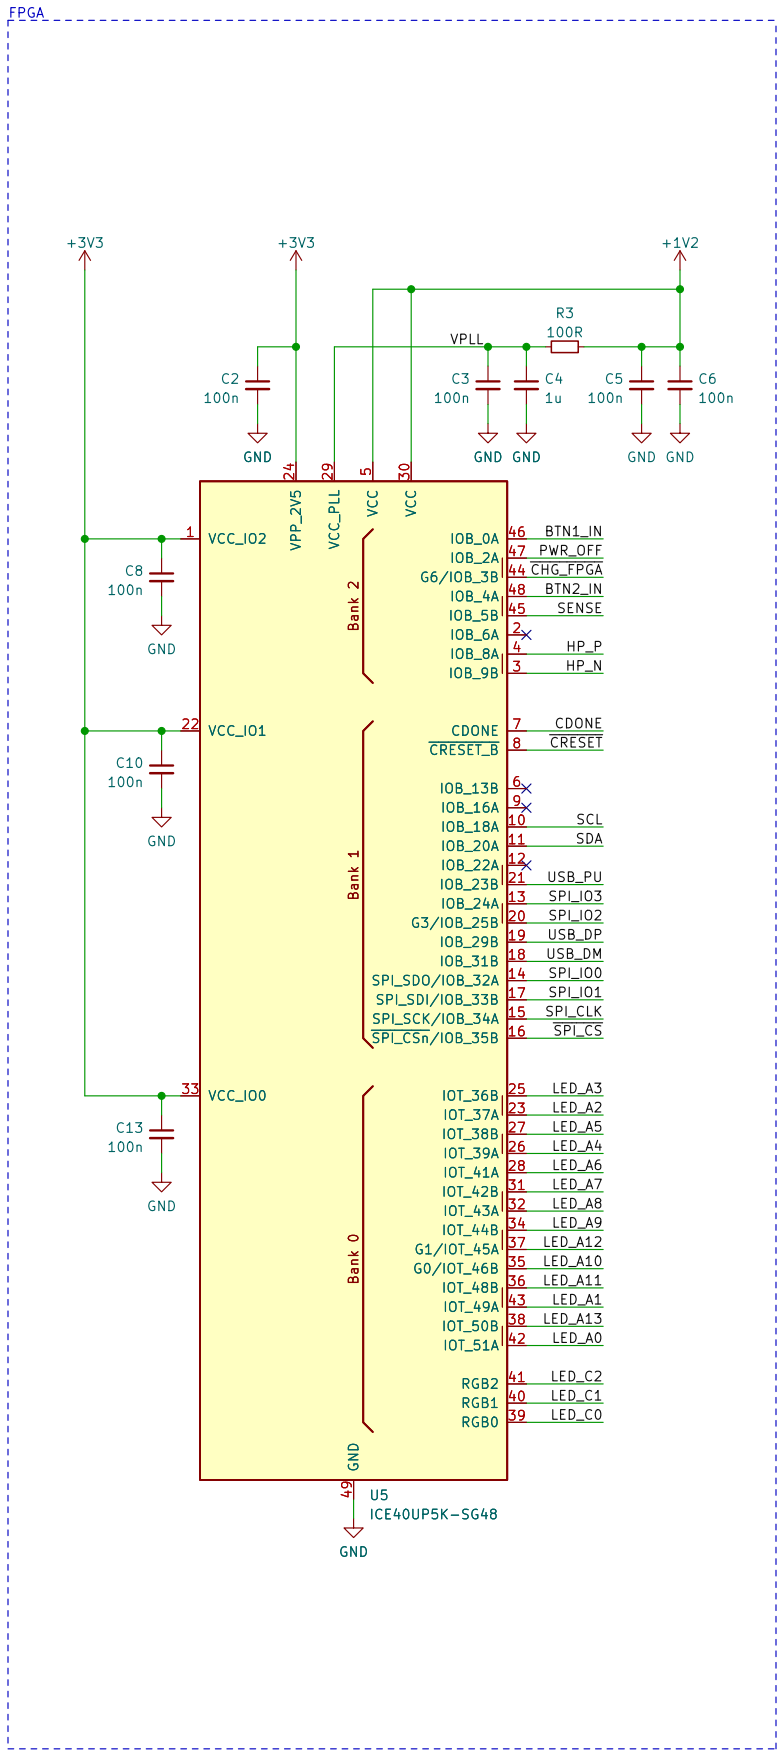 FPGA
+3V3
+3V3
+1V2
R3
100R
VPLL
C2
100n
C3
100n
C4
1u
C5
100n
C6
100n
GND
GND
GND
GND
GND
24
29
5
30
VPP_2V5
VCC_PLL
VCC
VCC
1
VCC_IO2
C8
100n
GND
Bank 2
IOB_0A 46 BTN1_IN
IOB_2A 47 PWR_OFF
G6/IOB_3B 44 CHG_FPGA
IOB_4A 48 BTN2_IN
IOB_5B 45 SENSE
IOB_6A 2
IOB_8A 4 HP_P
IOB_9B 3 HP_N
22
VCC_IO1
C10
100n
GND
Bank 1
CDONE 7 CDONE
CRESET_B 8 CRESET
IOB_13B 6
IOB_16A 9
IOB_18A 10 SCL
IOB_20A 11 SDA
IOB_22A 12
IOB_23B 21 USB_PU
IOB_24A 13 SPI_IO3
G3/IOB_25B 20 SPI_IO2
IOB_29B 19 USB_DP
IOB_31B 18 USB_DM
SPI_SDO/IOB_32A 14 SPI_IO0
SPI_SDI/IOB_33B 17 SPI_IO1
SPI_SCK/IOB_34A 15 SPI_CLK
SPI_CSn/IOB_35B 16 SPI_CS
33
VCC_IO0
C13
100n
GND
Bank 0
IOT_36B 25 LED_A3
IOT_37A 23 LED_A2
IOT_38B 27 LED_A5
IOT_39A 26 LED_A4
IOT_41A 28 LED_A6
IOT_42B 31 LED_A7
IOT_43A 32 LED_A8
IOT_44B 34 LED_A9
G1/IOT_45A 37 LED_A12
G0/IOT_46B 35 LED_A10
IOT_48B 36 LED_A11
IOT_49A 43 LED_A1
IOT_50B 38 LED_A13
IOT_51A 42 LED_A0
RGB2 41 LED_C2
RGB1 40 LED_C1
RGB0 39 LED_C0
GND
49
U5
ICE40UP5K-SG48
GND